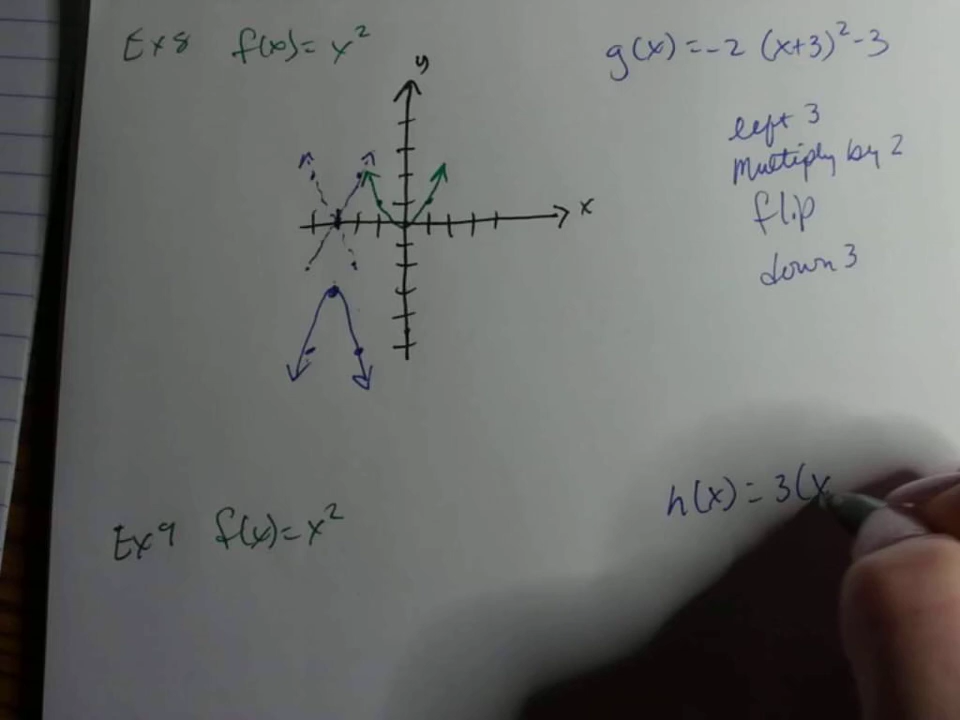 Ex 8 f(x) = x² g(x) = -2 (x+3)² - 3
y
left 3
Multiply by 2
flip
x
down 3
Ex 9 f(x) = x² h(x) = 3(x